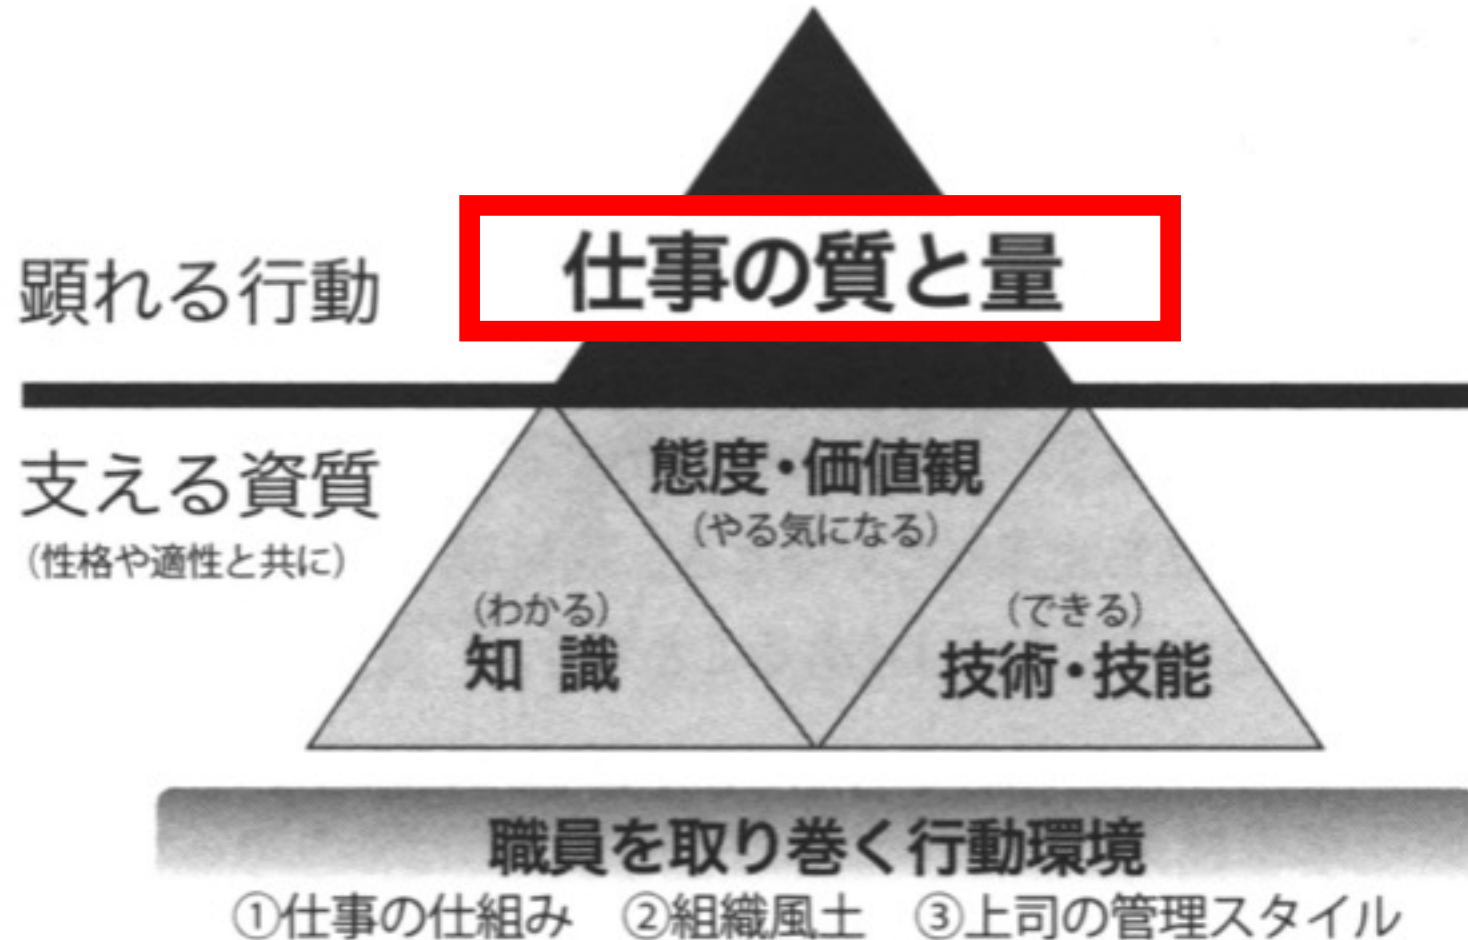 仕事の質と量
顕れる行動
態度・価値観
(やる気になる)
支える資質
(性格や適性と共に)
(わかる)
知識
(できる)
技術・技能
職員を取り巻く行動環境
①仕事の仕組み ②組織風土 ③上司の管理スタイル